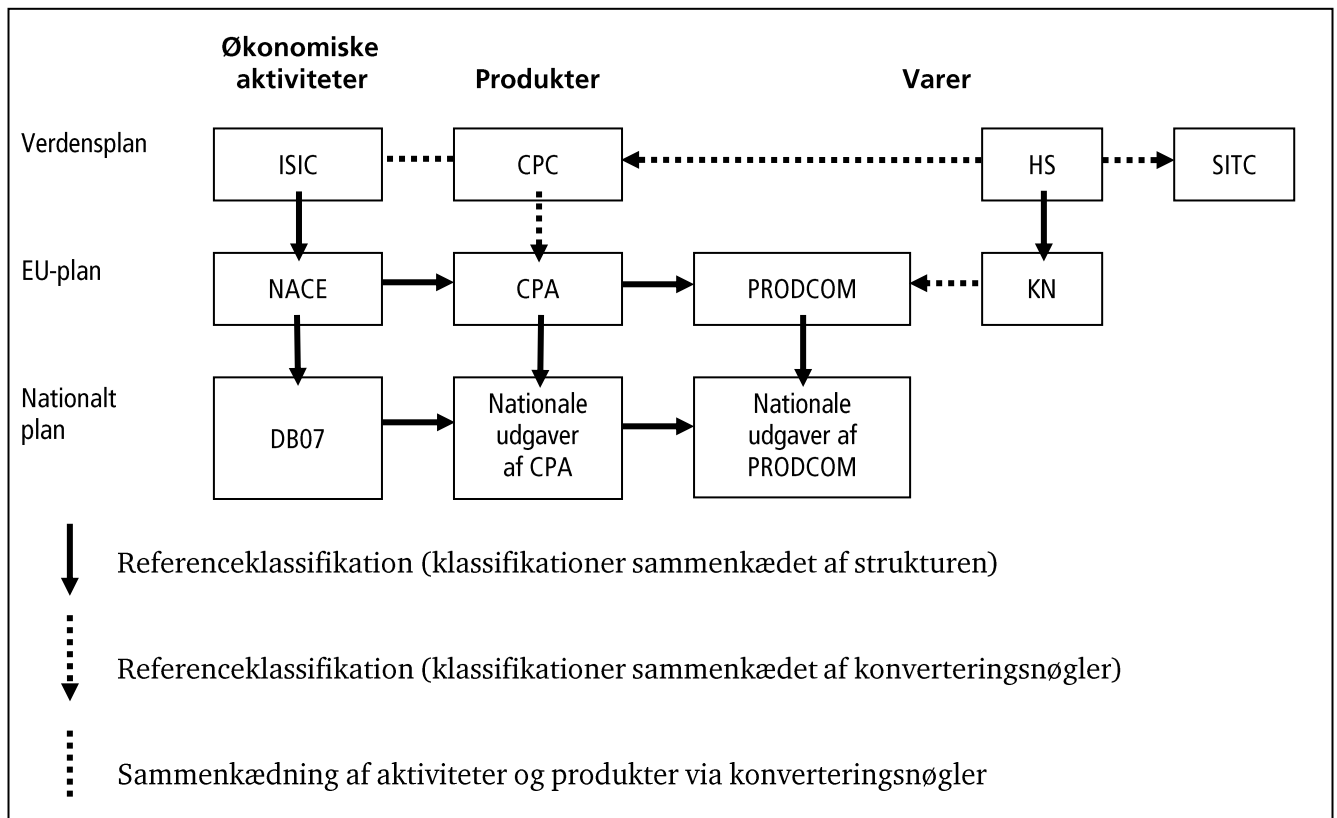 Økonomiske
aktiviteter
Produkter
Varer
Verdensplan
ISIC
CPC
HS
SITC
EU-plan
NACE
CPA
PRODCOM
KN
Nationalt
plan
DB07
Nationale
udgaver
af CPA
Nationale
udgaver af
PRODCOM
Referenceklassifikation (klassifikationer sammenkædet af strukturen)
Referenceklassifikation (klassifikationer sammenkædet af konverteringsnøgler)
Sammenkædning af aktiviteter og produkter via konverteringsnøgler